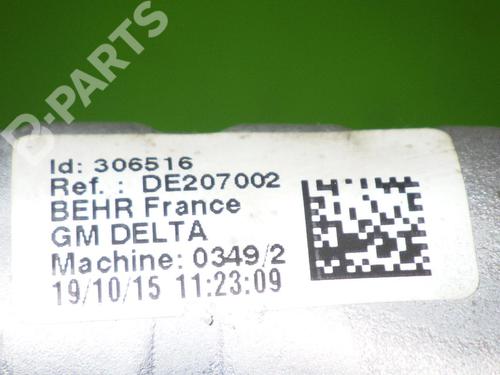 B-PARTS
Id: 306516
Ref. : DE207002
BEHR France
GM DELTA
Machine: 0349/2
19/10/15 11:23:09